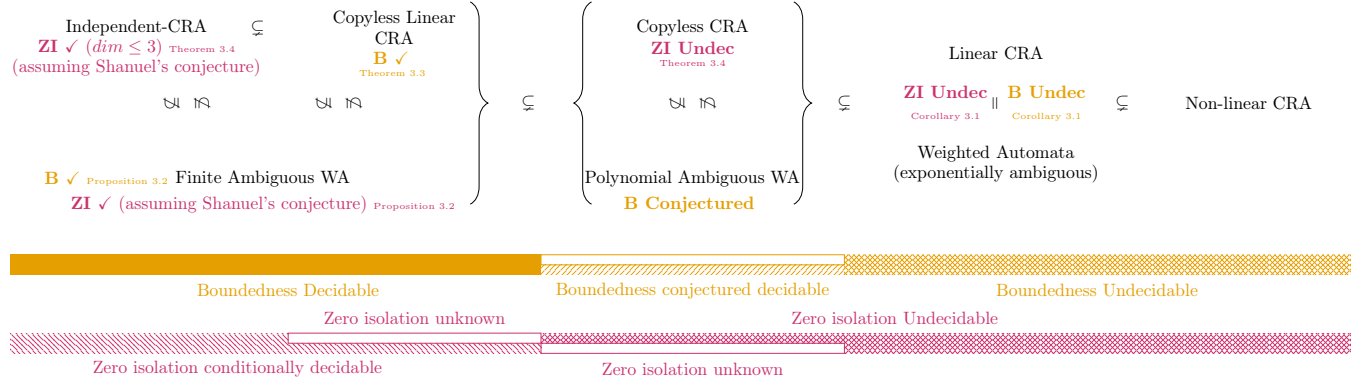 Independent-CRA
ZI ✓ (dim ≤ 3) Theorem 3.4
(assuming Shanuel's conjecture)
⊊
Copyless Linear
CRA
B ✓
Theorem 3.3
⊊
Copyless CRA
ZI Undec
Theorem 3.4
⊊
Linear CRA
ZI Undec
Corollary 3.1
=
B Undec
Corollary 3.1
Weighted Automata
(exponentially ambiguous)
⊊
Non-linear CRA
B ✓ Proposition 3.2 Finite Ambiguous WA
ZI ✓ (assuming Shanuel's conjecture) Proposition 3.2
Polynomial Ambiguous WA
B Conjectured
Boundedness Decidable
Boundedness conjectured decidable
Boundedness Undecidable
Zero isolation unknown
Zero isolation Undecidable
Zero isolation conditionally decidable
Zero isolation unknown